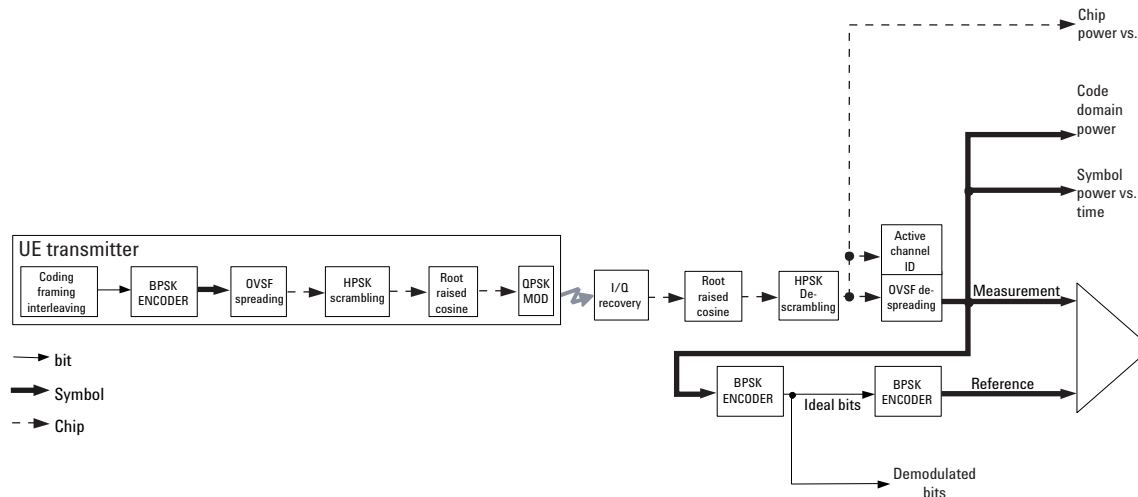 Chip
power vs.
Code
domain
power
Symbol
power vs.
time
UE transmitter
Coding
framing
interleaving
BPSK
ENCODER
OVSF
spreading
HPSK
scrambling
Root
raised
cosine
QPSK
MOD
I/Q
recovery
Root
raised
cosine
HPSK
De-
scrambling
Active
channel
ID
OVSF de-
spreading
Measurement
bit
Symbol
Chip
BPSK
ENCODER
Ideal bits
BPSK
ENCODER
Reference
Demodulated
bits